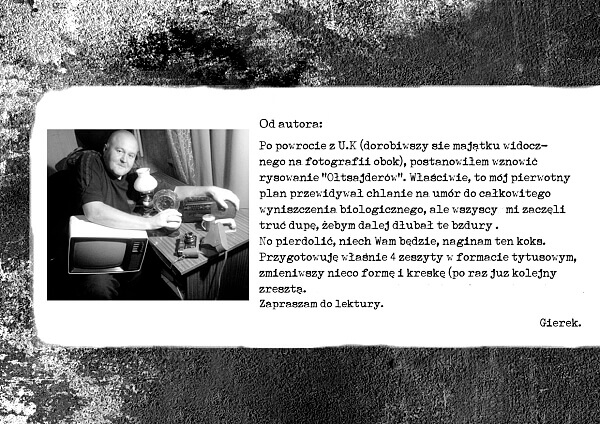 Od autora:
Po powrocie z U.K (dorobiwszy sie majątku widocz-
nego na fotografii obok), postanowiłem wznowić
rysowanie "Ołtsajderów". Właściwie, to mój pierwotny
plan przewidywał chlanie na umór do całkowitego
wyniszczenia biologicznego, ale wszyscy mi zaczęli
truć dupę, żebym dalej dłubał te bzdury .
No pierdolić, niech Wam będzie, naginam ten koks.
Przygotowuję właśnie 4 zeszyty w formacie tytusowym,
zmieniwszy nieco formę i kreskę (po raz juz kolejny
zresztą.
Zapraszam do lektury.
Gierek.